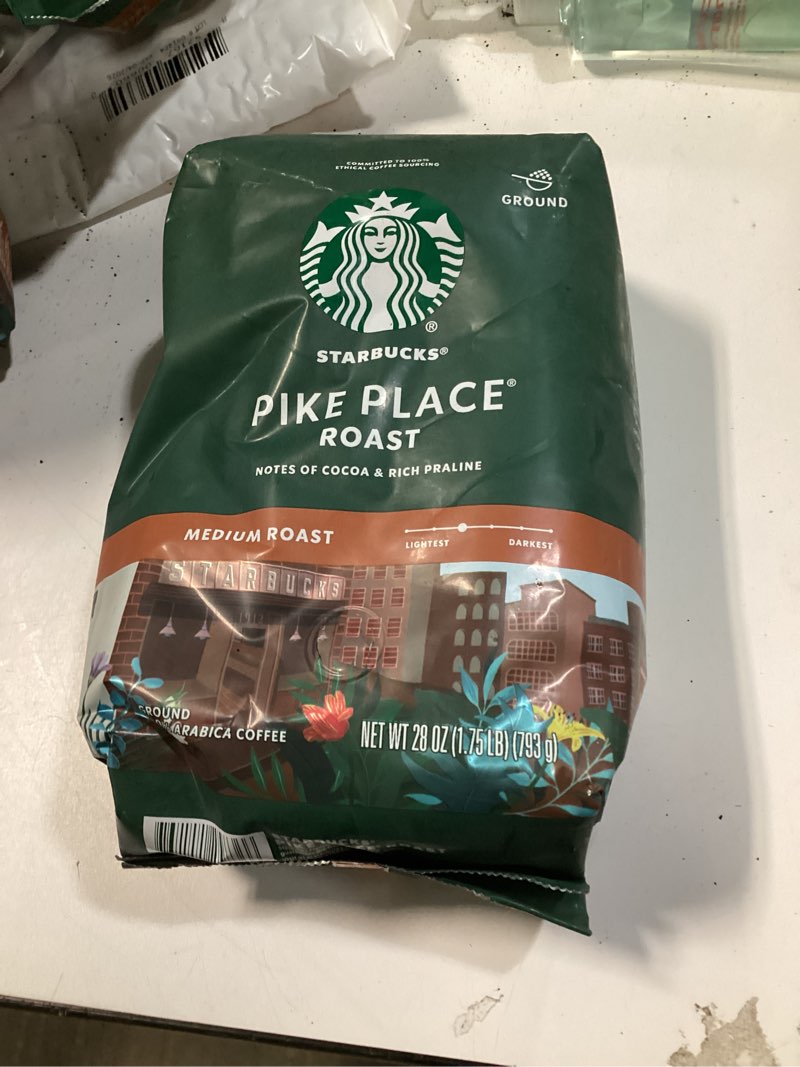 COMMITTED TO 100%
ETHICAL COFFEE SOURCING
GROUND
STARBUCKS®
PIKE PLACE®
ROAST
NOTES OF COCOA & RICH PRALINE
MEDIUM ROAST
LIGHTEST DARKEST
STARBUCKS
GROUND
ARABICA COFFEE
NET WT 28 OZ (1.75 LB) (793 g)